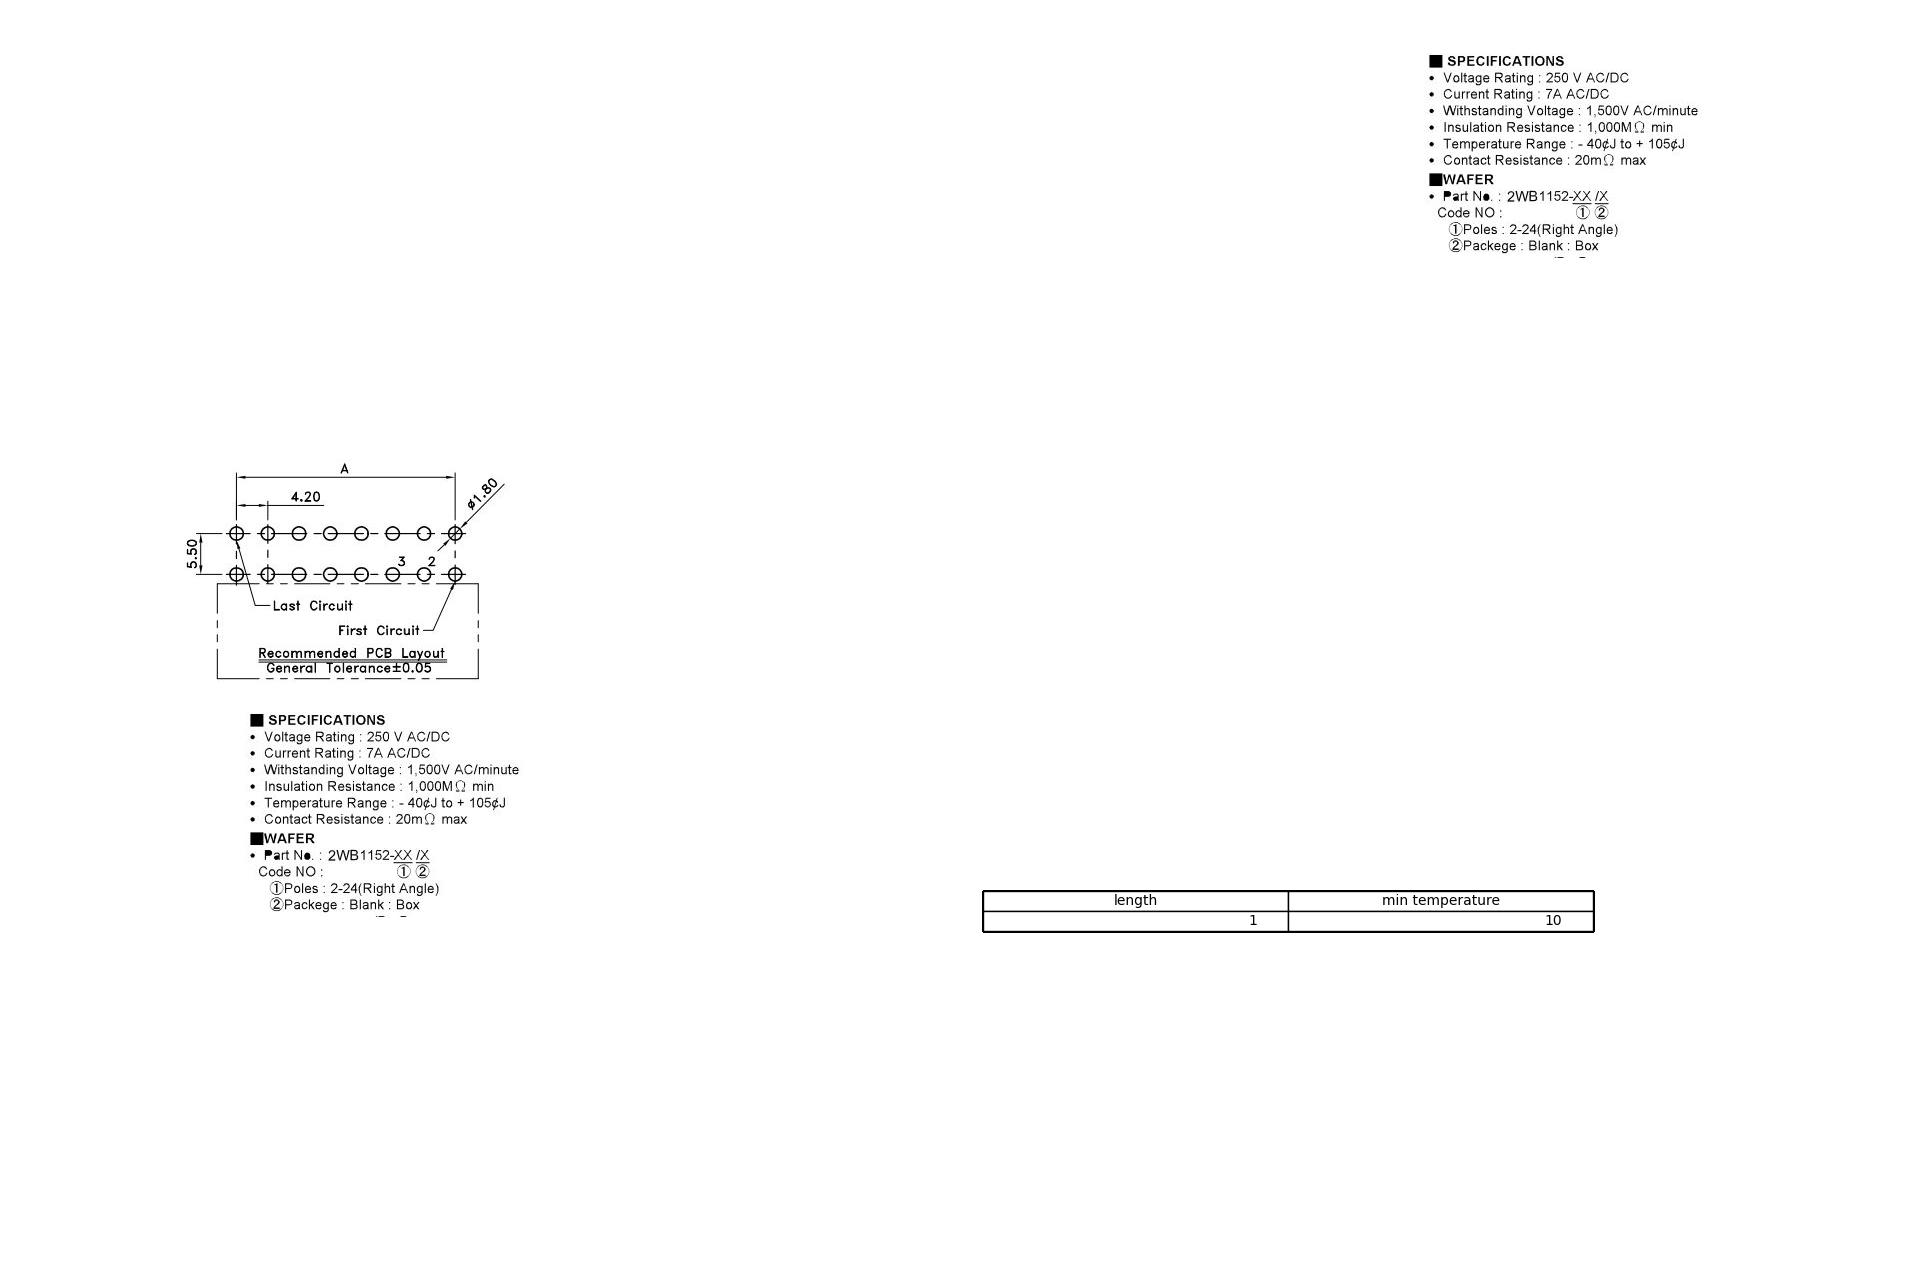 ■ SPECIFICATIONS
• Voltage Rating : 250 V AC/DC
• Current Rating : 7A AC/DC
• Withstanding Voltage : 1,500V AC/minute
• Insulation Resistance : 1,000MΩ min
• Temperature Range : - 40¢J to + 105¢J
• Contact Resistance : 20mΩ max
■WAFER
• Part No. : 2WB1152-XX /X
Code NO : ① ②
①Poles : 2-24(Right Angle)
②Packege : Blank : Box
A
4.20
ø1.80
5.50
3 2
Last Circuit
First Circuit
Recommended PCB Layout
General Tolerance±0.05
■ SPECIFICATIONS
• Voltage Rating : 250 V AC/DC
• Current Rating : 7A AC/DC
• Withstanding Voltage : 1,500V AC/minute
• Insulation Resistance : 1,000MΩ min
• Temperature Range : - 40¢J to + 105¢J
• Contact Resistance : 20mΩ max
■WAFER
• Part No. : 2WB1152-XX /X
Code NO : ① ②
①Poles : 2-24(Right Angle)
②Packege : Blank : Box
length min temperature
1 10